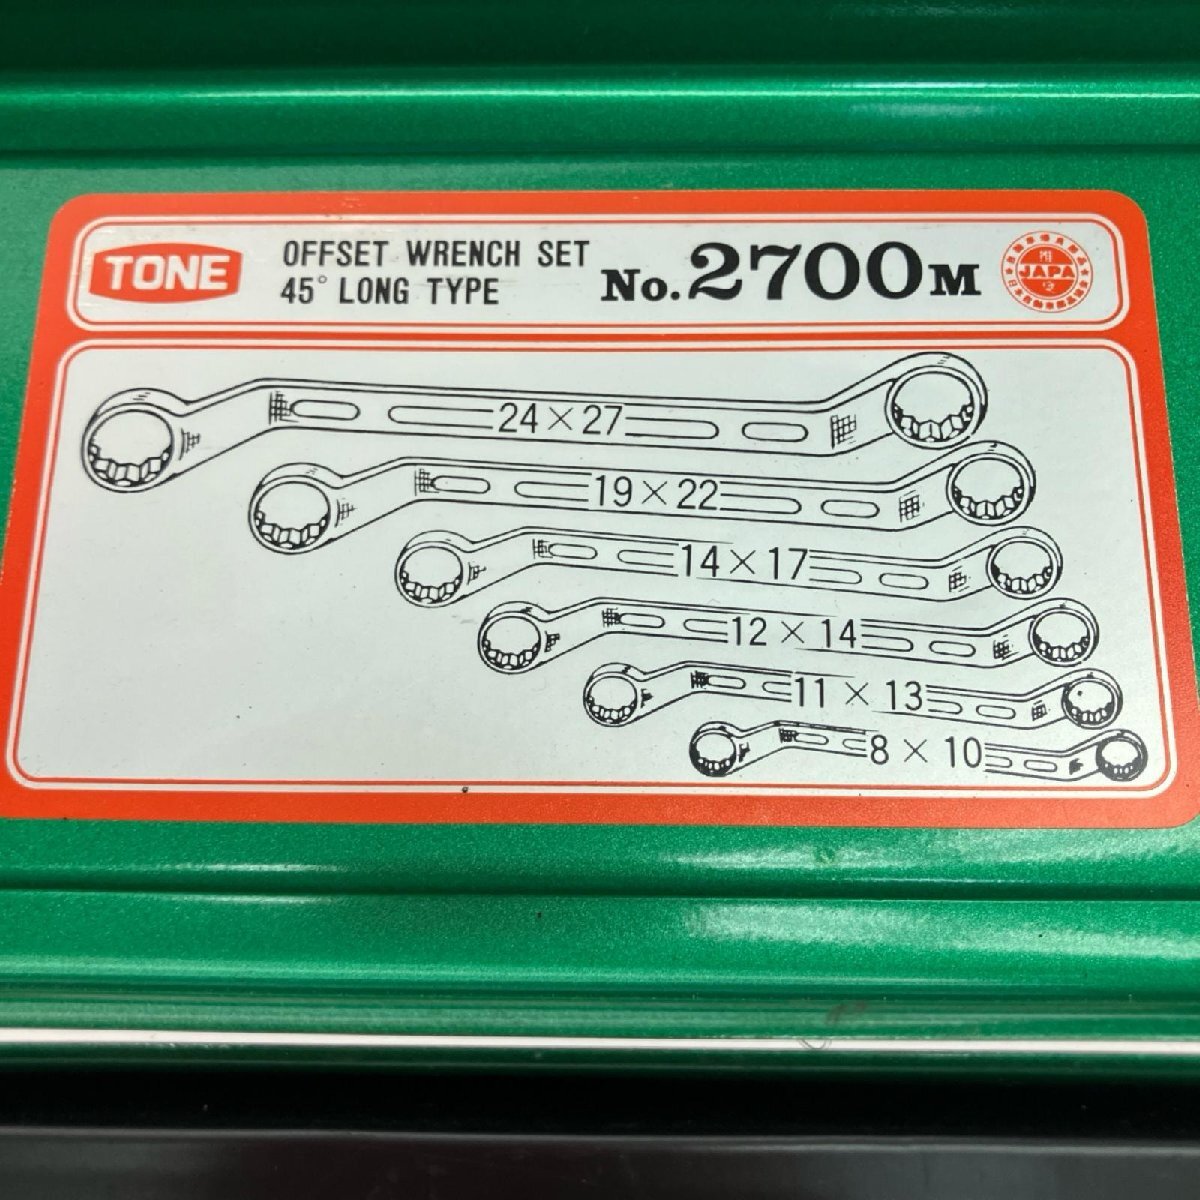 TONE
OFFSET WRENCH SET
45° LONG TYPE
No. 2700M
JAPA
24×27
19×22
14×17
12×14
11×13
8×10